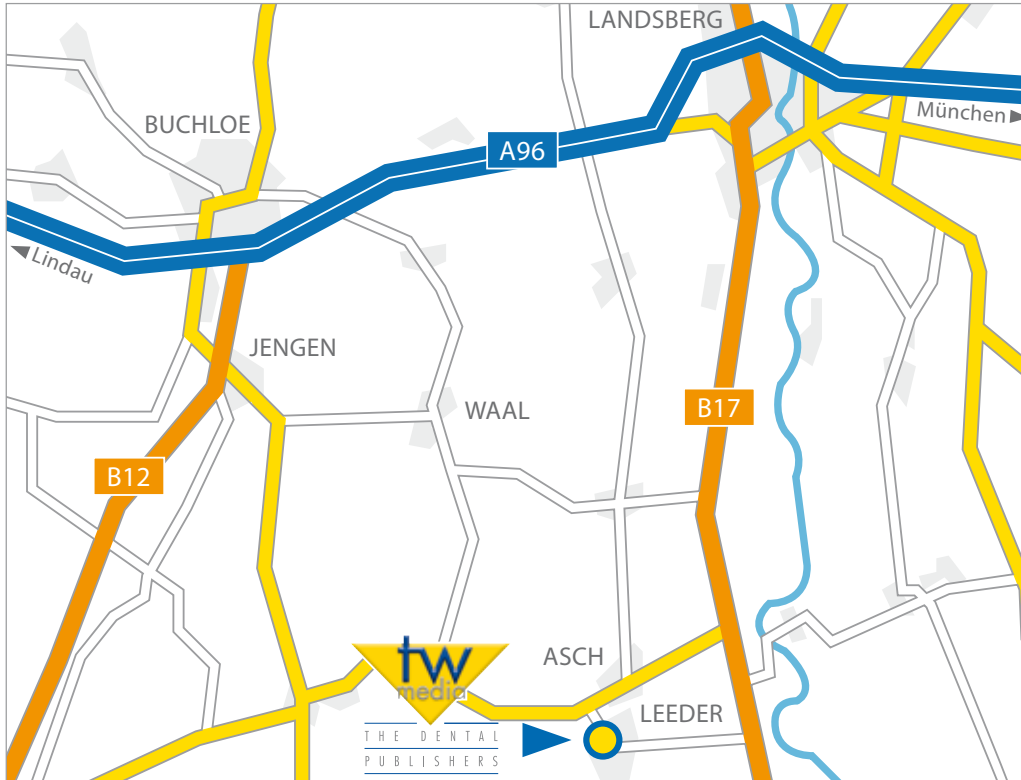 LANDSBERG
München
BUCHLOE
A96
Lindau
JENGEN
WAAL
B17
B12
tw
media
ASCH
THE DENTAL
PUBLISHERS
LEEDER